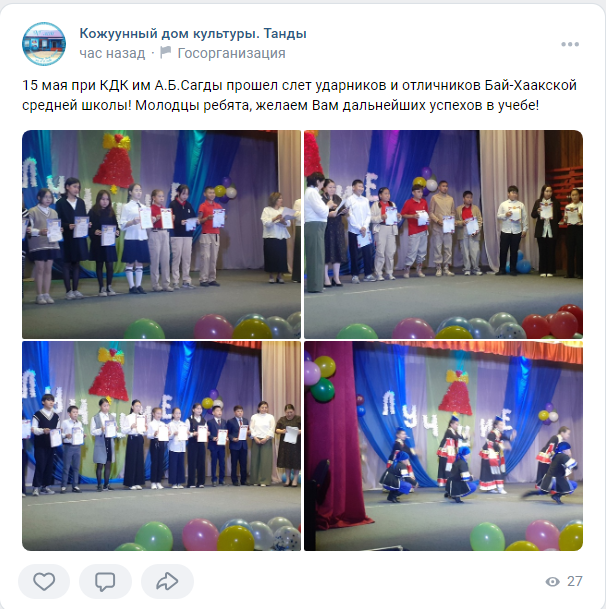 Кожуунный дом культуры. Танды
час назад · Госорганизация
15 мая при КДК им А.Б.Сагды прошел слет ударников и отличников Бай-Хаакской
средней школы! Молодцы ребята, желаем Вам дальнейших успехов в учебе!
ЛУЧШИЕ
27